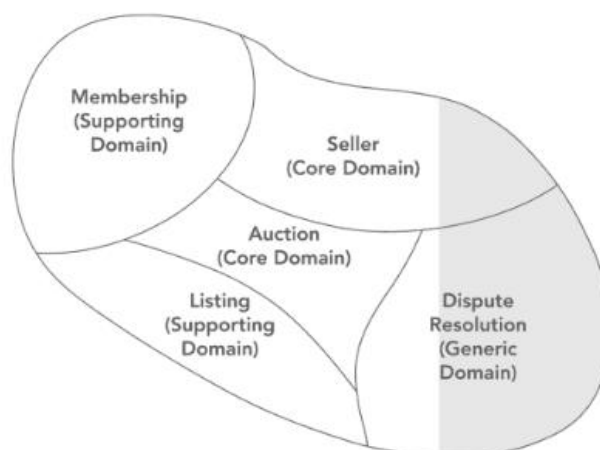 Membership
(Supporting
Domain)
Seller
(Core Domain)
Auction
(Core Domain)
Listing
(Supporting
Domain)
Dispute
Resolution
(Generic
Domain)